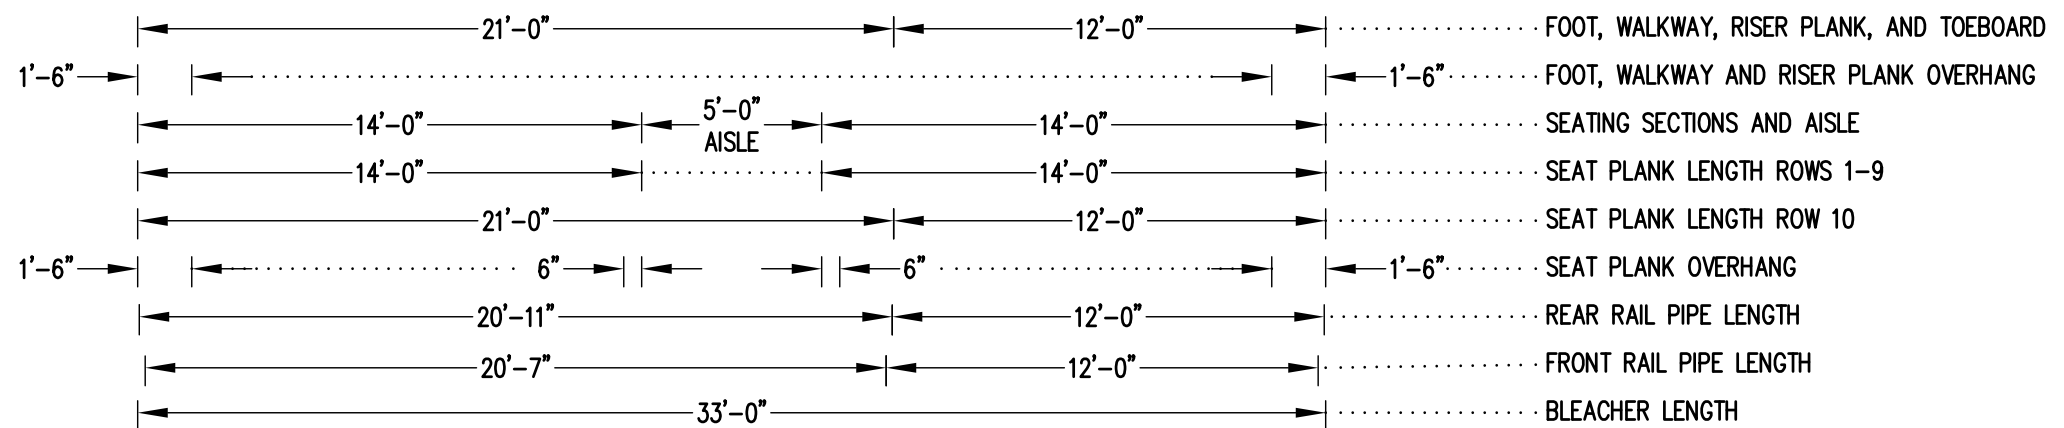 21'-0" 12'-0" FOOT, WALKWAY, RISER PLANK, AND TOEBOARD
1'-6" 1'-6" FOOT, WALKWAY AND RISER PLANK OVERHANG
14'-0" 5'-0" 14'-0" SEATING SECTIONS AND AISLE
AISLE
14'-0" 14'-0" SEAT PLANK LENGTH ROWS 1-9
21'-0" 12'-0" SEAT PLANK LENGTH ROW 10
1'-6" 6" 6" 1'-6" SEAT PLANK OVERHANG
20'-11" 12'-0" REAR RAIL PIPE LENGTH
20'-7" 12'-0" FRONT RAIL PIPE LENGTH
33'-0" BLEACHER LENGTH